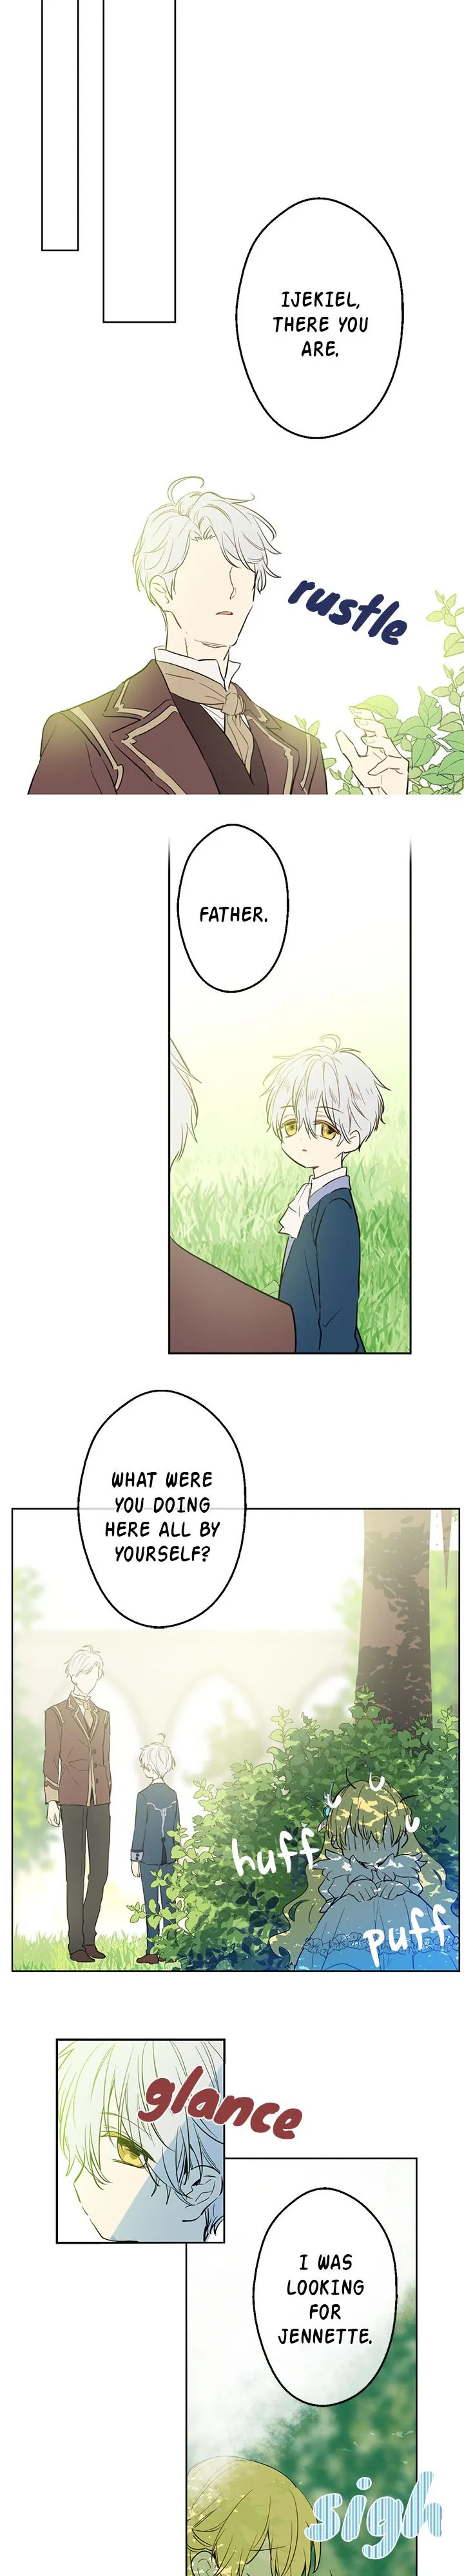 IJEKIEL,
THERE YOU
ARE.
rustle
FATHER.
WHAT WERE
YOU DOING
HERE ALL BY
YOURSELF?
huff
puff
glance
I WAS
LOOKING
FOR
JENNETTE.
sigh